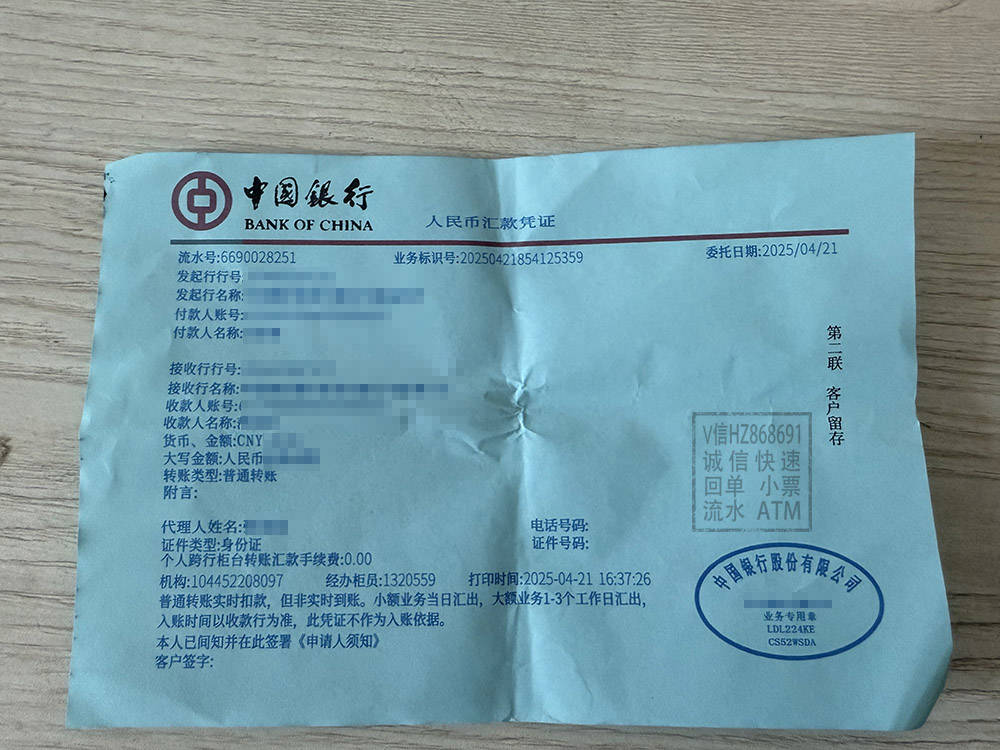 中国银行
BANK OF CHINA
人民币汇款凭证
流水号:6690028251 业务标识号:20250421854125359 委托日期:2025/04/21
发起行行号:
发起行名称:
付款人账号:
付款人名称:
接收行行号:
接收行名称:
收款人账号:
收款人名称:
货币、金额:CNY
大写金额:人民币
转账类型:普通转账
附言:
第二联 客户留存
V信HZ868691
诚信快速
回单 小票
流水 ATM
代理人姓名: 电话号码:
证件类型:身份证 证件号码:
个人跨行柜台转账汇款手续费:0.00
机构:104452208097 经办柜员:1320559 打印时间:2025-04-21 16:37:26
普通转账实时扣款，但非实时到账。小额业务当日汇出，大额业务1-3个工作日汇出，
入账时间以收款行为准，此凭证不作为入账依据。
本人已阅知并在此签署《申请人须知》
客户签字:
中国银行股份有限公司
业务专用章
LDL224KE
CS52WSDA